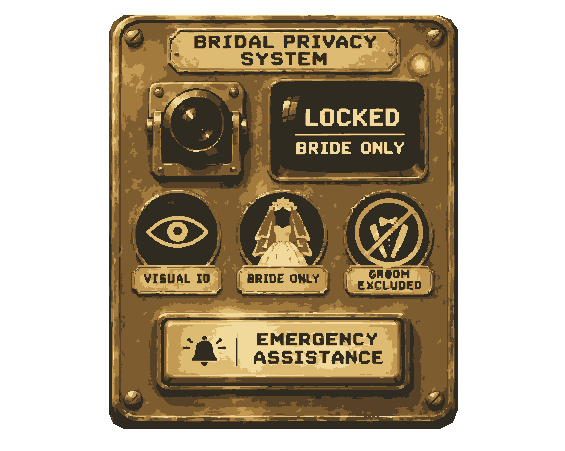 BRIDAL PRIVACY
SYSTEM
LOCKED
BRIDE ONLY
VISUAL ID
BRIDE ONLY
GROOM
EXCLUDED
EMERGENCY
ASSISTANCE